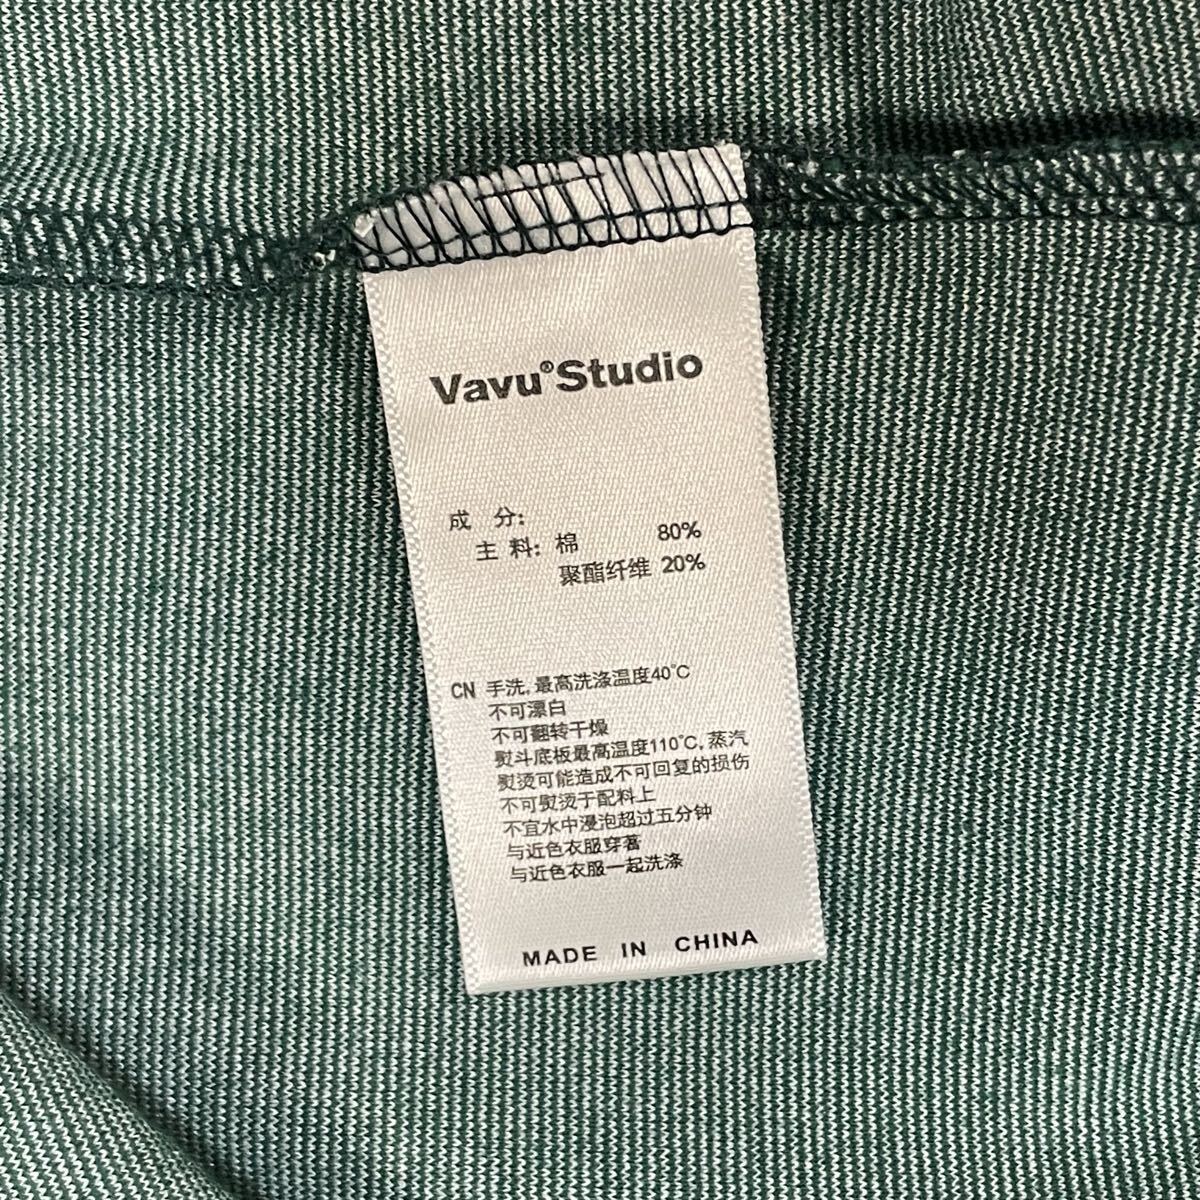 Vavu®Studio
成 分:
主 料: 棉 80%
聚酯纤维 20%
CN 手洗,最高洗涤温度40°C
不可漂白
不可翻转干燥
熨斗底板最高温度110°C,蒸汽
熨烫可能造成不可回复的损伤
不可熨烫于配料上
不宜水中浸泡超过五分钟
与近色衣服穿著
与近色衣服一起洗涤
MADE IN CHINA